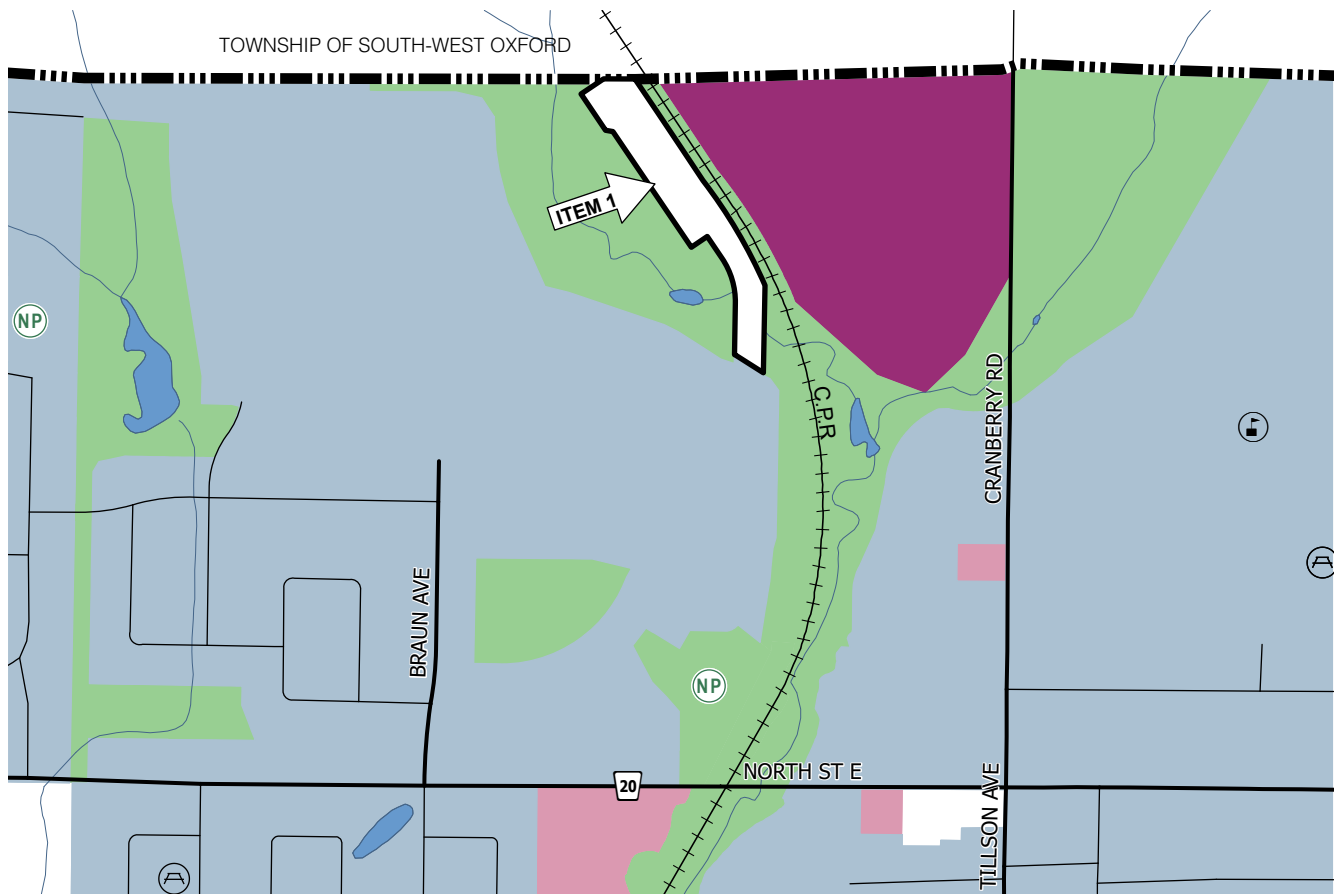 TOWNSHIP OF SOUTH-WEST OXFORD
ITEM 1
NP
C.P.R
CRANBERRY RD
BRAUN AVE
NP
NORTH ST E
20
TILLSON AVE